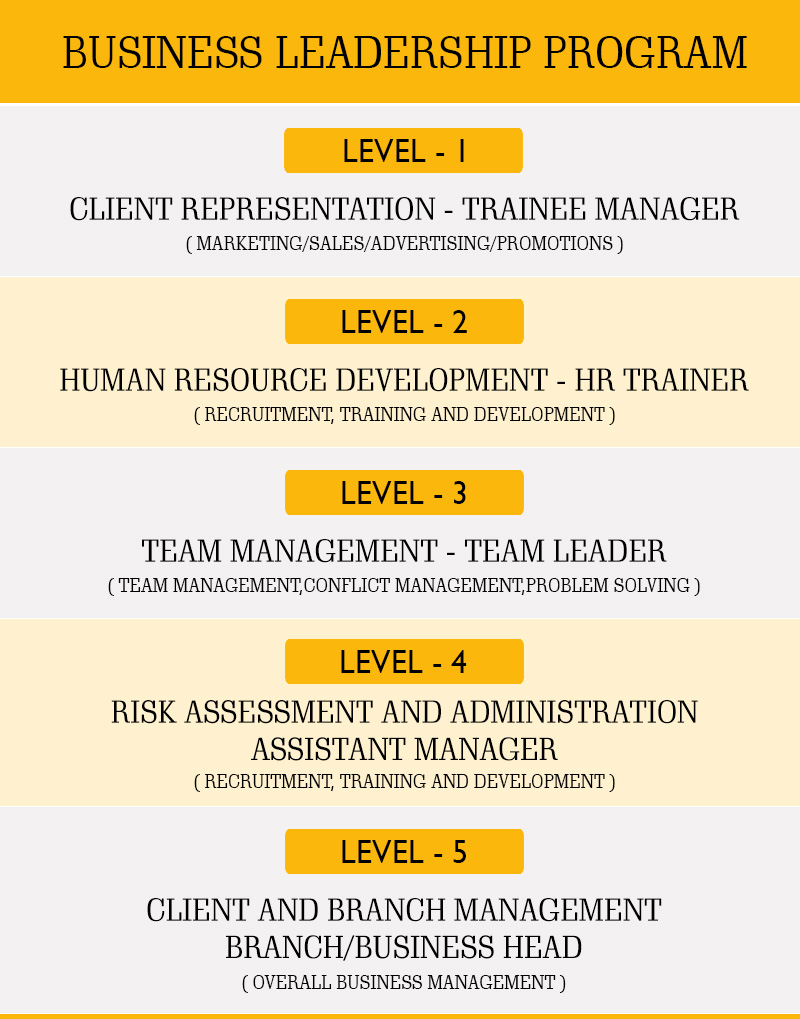 BUSINESS LEADERSHIP PROGRAM
LEVEL - 1
CLIENT REPRESENTATION - TRAINEE MANAGER
( MARKETING/SALES/ADVERTISING/PROMOTIONS )
LEVEL - 2
HUMAN RESOURCE DEVELOPMENT - HR TRAINER
( RECRUITMENT, TRAINING AND DEVELOPMENT )
LEVEL - 3
TEAM MANAGEMENT - TEAM LEADER
( TEAM MANAGEMENT,CONFLICT MANAGEMENT,PROBLEM SOLVING )
LEVEL - 4
RISK ASSESSMENT AND ADMINISTRATION
ASSISTANT MANAGER
( RECRUITMENT, TRAINING AND DEVELOPMENT )
LEVEL - 5
CLIENT AND BRANCH MANAGEMENT
BRANCH/BUSINESS HEAD
( OVERALL BUSINESS MANAGEMENT )